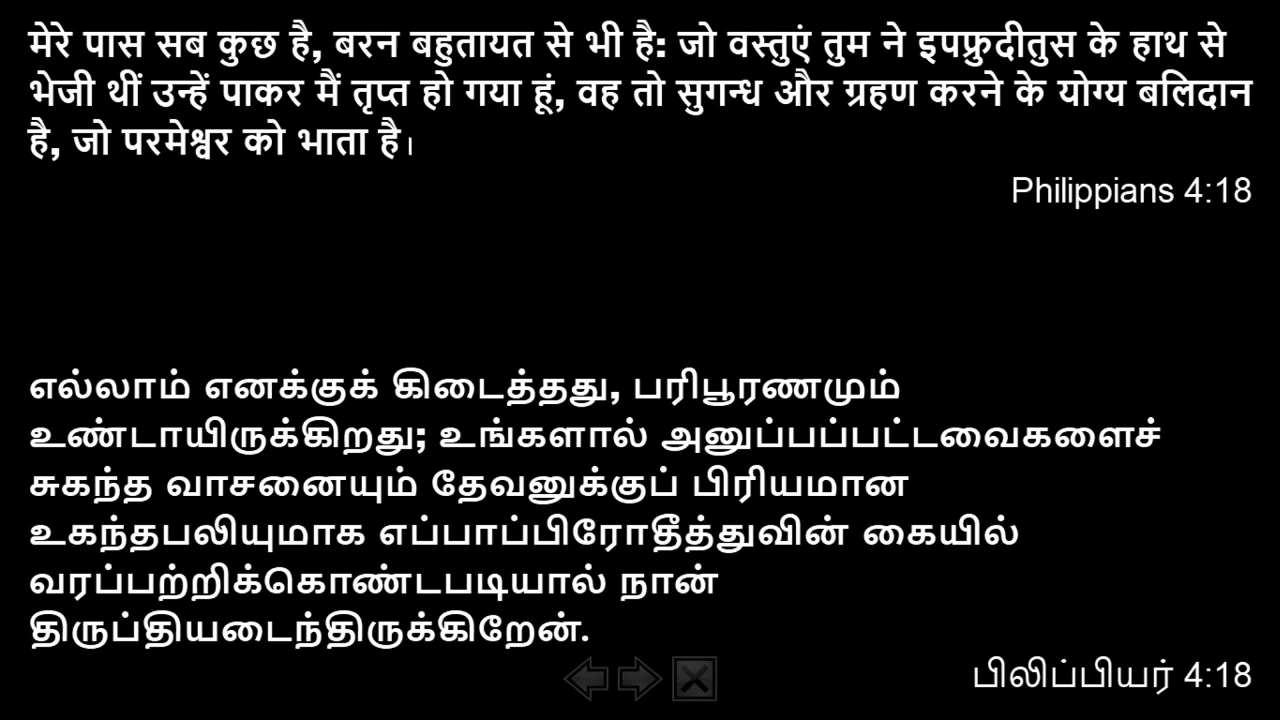 मेरे पास सब कुछ है, बरन बहुतायत से भी है: जो वस्तुएं तुम ने इपफ्रुदीतुस के हाथ से
भेजी थीं उन्हें पाकर मैं तृप्त हो गया हूं, वह तो सुगन्ध और ग्रहण करने के योग्य बलिदान
है, जो परमेश्वर को भाता है।
Philippians 4:18
எல்லாம் எனக்குக் கிடைத்தது, பரிபூரணமும்
உண்டாயிருக்கிறது; உங்களால் அனுப்பப்பட்டவைகளைச்
சுகந்த வாசனையும் தேவனுக்குப் பிரியமான
உகந்தபலியுமாக எப்பாப்பிரோதீத்துவின் கையில்
வரப்பற்றிக்கொண்டபடியால் நான்
திருப்தியடைந்திருக்கிறேன்.
பிலிப்பியர் 4:18